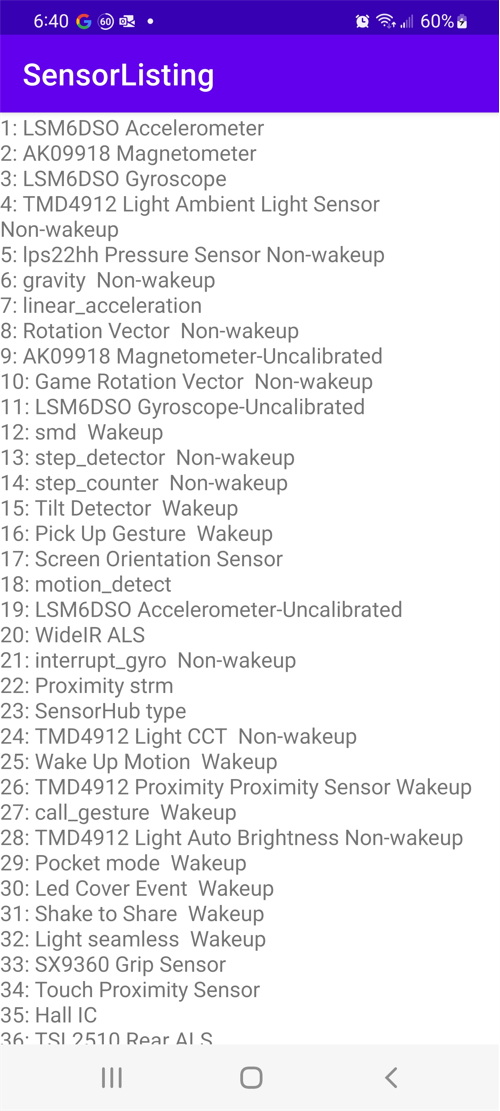 6:40 G 60 60%
SensorListing
1: LSM6DSO Accelerometer
2: AK09918 Magnetometer
3: LSM6DSO Gyroscope
4: TMD4912 Light Ambient Light Sensor
Non-wakeup
5: lps22hh Pressure Sensor Non-wakeup
6: gravity  Non-wakeup
7: linear_acceleration
8: Rotation Vector  Non-wakeup
9: AK09918 Magnetometer-Uncalibrated
10: Game Rotation Vector  Non-wakeup
11: LSM6DSO Gyroscope-Uncalibrated
12: smd  Wakeup
13: step_detector  Non-wakeup
14: step_counter  Non-wakeup
15: Tilt Detector  Wakeup
16: Pick Up Gesture  Wakeup
17: Screen Orientation Sensor
18: motion_detect
19: LSM6DSO Accelerometer-Uncalibrated
20: WideIR ALS
21: interrupt_gyro  Non-wakeup
22: Proximity strm
23: SensorHub type
24: TMD4912 Light CCT  Non-wakeup
25: Wake Up Motion  Wakeup
26: TMD4912 Proximity Proximity Sensor Wakeup
27: call_gesture  Wakeup
28: TMD4912 Light Auto Brightness Non-wakeup
29: Pocket mode  Wakeup
30: Led Cover Event  Wakeup
31: Shake to Share  Wakeup
32: Light seamless  Wakeup
33: SX9360 Grip Sensor
34: Touch Proximity Sensor
35: Hall IC
36: TSL2510 Rear ALS